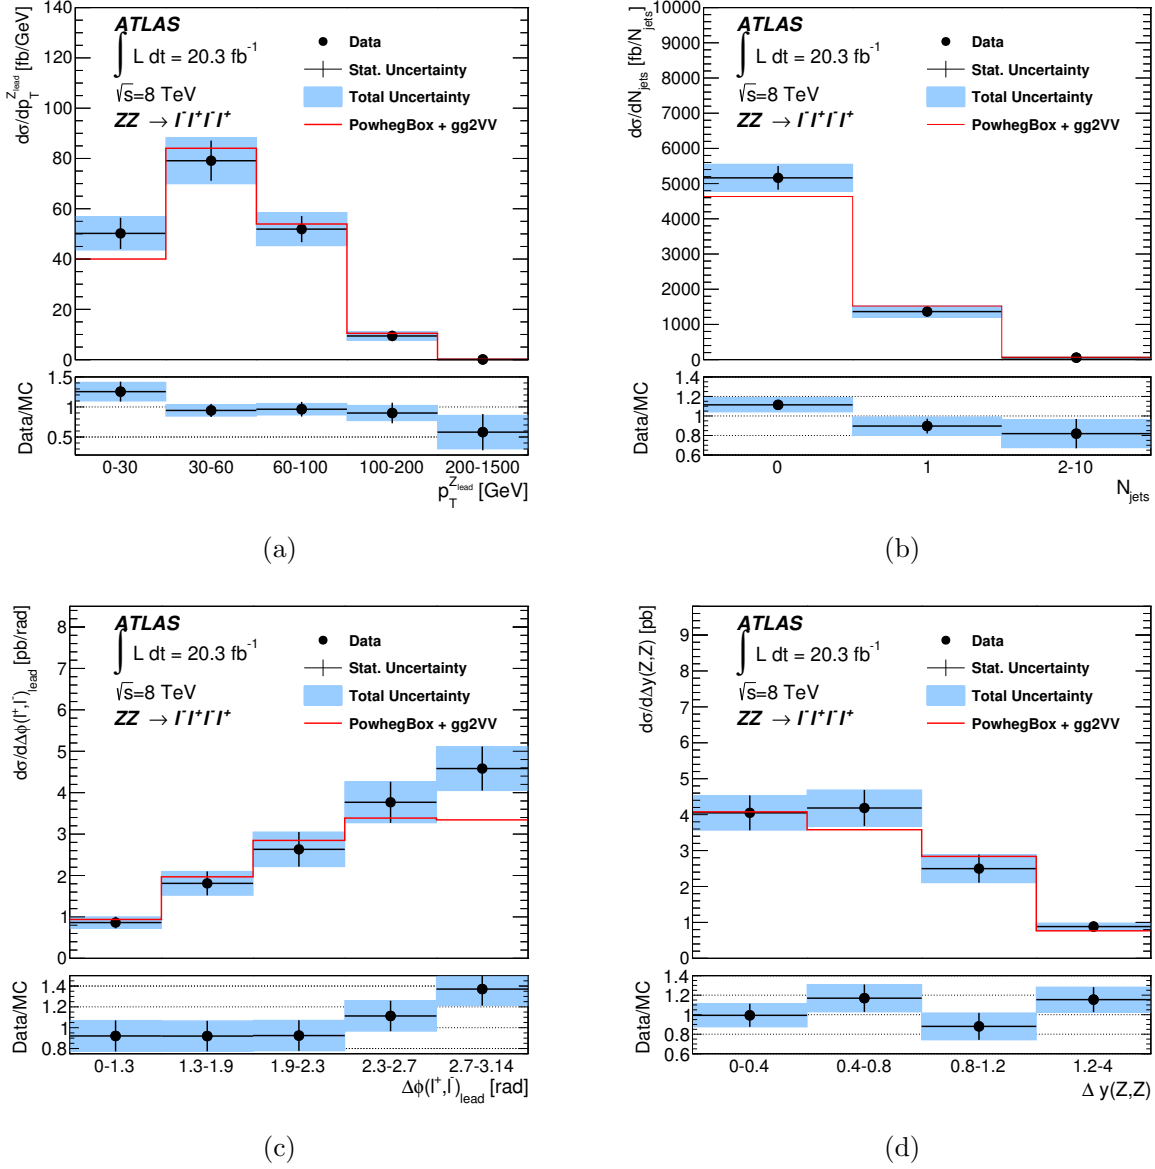 dσ/dp_T^{Z_lead} [fb/GeV]
140
120
100
80
60
40
20
0
ATLAS
∫ L dt = 20.3 fb⁻¹
√s=8 TeV
ZZ → l⁻l⁺l⁻l⁺
Data
Stat. Uncertainty
Total Uncertainty
PowhegBox + gg2VV
Data/MC
1.5
1
0.5
0-30 30-60 60-100 100-200 200-1500
p_T^{Z_lead} [GeV]
(a)
dσ/dN_jets [fb/N_jets]
10000
9000
8000
7000
6000
5000
4000
3000
2000
1000
0
ATLAS
∫ L dt = 20.3 fb⁻¹
√s=8 TeV
ZZ → l⁻l⁺l⁻l⁺
Data
Stat. Uncertainty
Total Uncertainty
PowhegBox + gg2VV
Data/MC
1.4
1.2
1
0.8
0.6
0 1 2-10
N_jets
(b)
dσ/dΔϕ(l⁺,l⁻)_lead [pb/rad]
8
7
6
5
4
3
2
1
0
ATLAS
∫ L dt = 20.3 fb⁻¹
√s=8 TeV
ZZ → l⁻l⁺l⁻l⁺
Data
Stat. Uncertainty
Total Uncertainty
PowhegBox + gg2VV
Data/MC
1.4
1.2
1
0.8
0-1.3 1.3-1.9 1.9-2.3 2.3-2.7 2.7-3.14
Δϕ(l⁺,l⁻)_lead [rad]
(c)
dσ/dΔy(Z,Z) [pb]
9
8
7
6
5
4
3
2
1
0
ATLAS
∫ L dt = 20.3 fb⁻¹
√s=8 TeV
ZZ → l⁻l⁺l⁻l⁺
Data
Stat. Uncertainty
Total Uncertainty
PowhegBox + gg2VV
Data/MC
1.4
1.2
1
0.8
0.6
0-0.4 0.4-0.8 0.8-1.2 1.2-4
Δ y(Z,Z)
(d)